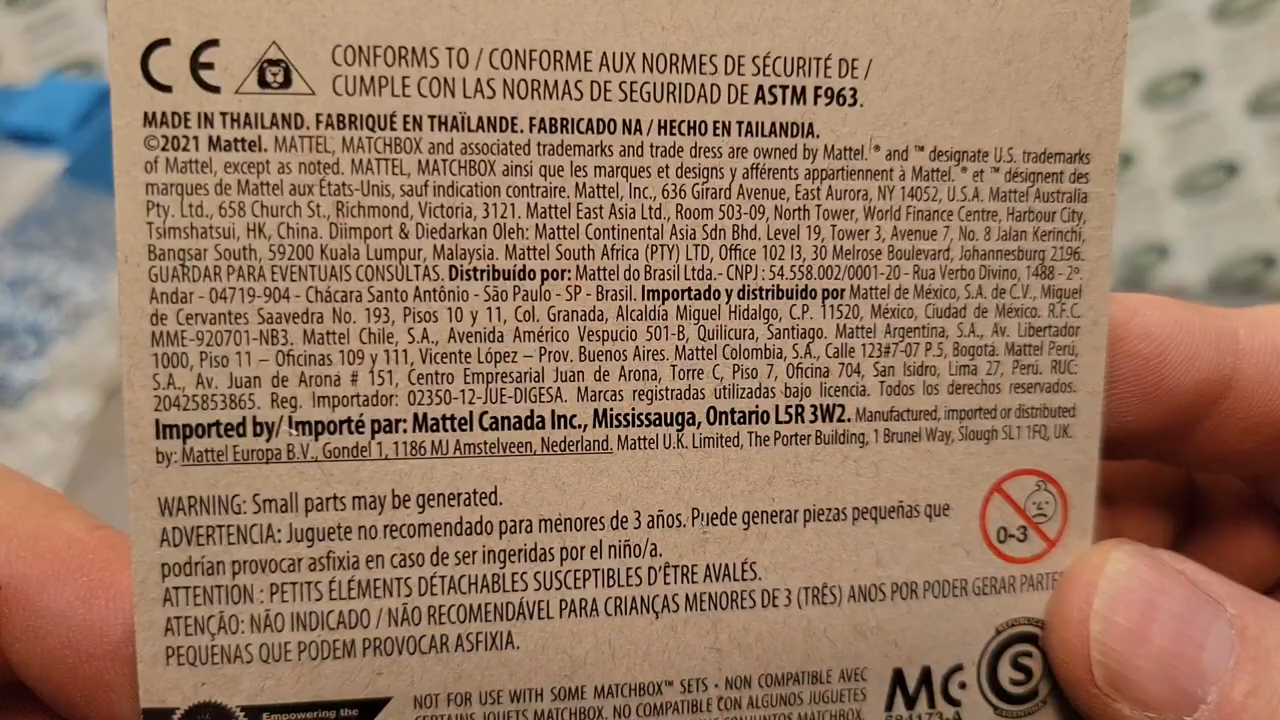 CE
CONFORMS TO / CONFORME AUX NORMES DE SÉCURITÉ DE /
CUMPLE CON LAS NORMAS DE SEGURIDAD DE ASTM F963.
MADE IN THAILAND. FABRIQUÉ EN THAÏLANDE. FABRICADO NA / HECHO EN TAILANDIA.
©2021 Mattel. MATTEL, MATCHBOX and associated trademarks and trade dress are owned by Mattel. ® and ™ designate U.S. trademarks
of Mattel, except as noted. MATTEL, MATCHBOX ainsi que les marques et designs y afférents appartiennent à Mattel. ® et ™ désignent des
marques de Mattel aux États-Unis, sauf indication contraire. Mattel, Inc., 636 Girard Avenue, East Aurora, NY 14052, U.S.A. Mattel Australia
Pty. Ltd., 658 Church St., Richmond, Victoria, 3121. Mattel East Asia Ltd., Room 503-09, North Tower, World Finance Centre, Harbour City,
Tsimshatsui, HK, China. Diimport & Diedarkan Oleh: Mattel Continental Asia Sdn Bhd. Level 19, Tower 3, Avenue 7, No. 8 Jalan Kerinchi,
Bangsar South, 59200 Kuala Lumpur, Malaysia. Mattel South Africa (PTY) LTD, Office 102 I3, 30 Melrose Boulevard, Johannesburg 2196.
GUARDAR PARA EVENTUAIS CONSULTAS. Distribuído por: Mattel do Brasil Ltda.- CNPJ : 54.558.002/0001-20 - Rua Verbo Divino, 1488 - 2º.
Andar - 04719-904 - Chácara Santo Antônio - São Paulo - SP - Brasil. Importado y distribuido por Mattel de México, S.A. de C.V., Miguel
de Cervantes Saavedra No. 193, Pisos 10 y 11, Col. Granada, Alcaldía Miguel Hidalgo, C.P. 11520, México, Ciudad de México. R.F.C.
MME-920701-NB3. Mattel Chile, S.A., Avenida Américo Vespucio 501-B, Quilicura, Santiago. Mattel Argentina, S.A., Av. Libertador
1000, Piso 11 – Oficinas 109 y 111, Vicente López – Prov. Buenos Aires. Mattel Colombia, S.A., Calle 123#7-07 P.5, Bogotá. Mattel Perú,
S.A., Av. Juan de Arona # 151, Centro Empresarial Juan de Arona, Torre C, Piso 7, Oficina 704, San Isidro, Lima 27, Perú. RUC:
20425853865. Reg. Importador: 02350-12-JUE-DIGESA. Marcas registradas utilizadas bajo licencia. Todos los derechos reservados.
Imported by/ Importé par: Mattel Canada Inc., Mississauga, Ontario L5R 3W2. Manufactured, imported or distributed
by: Mattel Europa B.V., Gondel 1, 1186 MJ Amstelveen, Nederland. Mattel U.K. Limited, The Porter Building, 1 Brunel Way, Slough SL1 1FQ, UK.
WARNING: Small parts may be generated.
ADVERTENCIA: Juguete no recomendado para menores de 3 años. Puede generar piezas pequeñas que
podrían provocar asfixia en caso de ser ingeridas por el niño/a.
0-3
ATTENTION : PETITS ÉLÉMENTS DÉTACHABLES SUSCEPTIBLES D'ÊTRE AVALÉS.
ATENÇÃO: NÃO INDICADO / NÃO RECOMENDÁVEL PARA CRIANÇAS MENORES DE 3 (TRÊS) ANOS POR PODER GERAR PARTES
PEQUENAS QUE PODEM PROVOCAR ASFIXIA.
Empowering the
NOT FOR USE WITH SOME MATCHBOX™ SETS • NON COMPATIBLE AVEC
CERTAINS JOUETS MATCHBOX. NO COMPATIBLE CON ALGUNOS JUGUETES
MATCHBOX.
MC
S